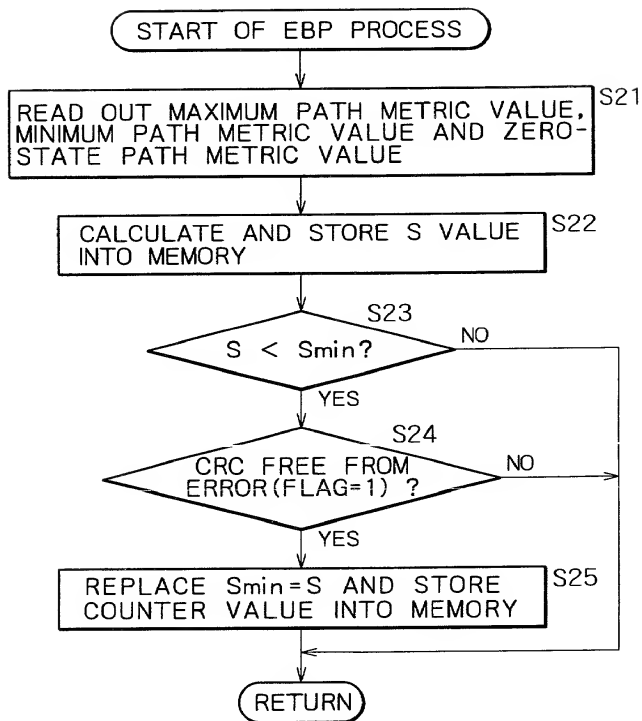 START OF EBP PROCESS
S21
READ OUT MAXIMUM PATH METRIC VALUE,
MINIMUM PATH METRIC VALUE AND ZERO-
STATE PATH METRIC VALUE
S22
CALCULATE AND STORE S VALUE
INTO MEMORY
S23
S < Smin?
NO
YES
S24
CRC FREE FROM
ERROR(FLAG=1) ?
NO
YES
S25
REPLACE Smin=S AND STORE
COUNTER VALUE INTO MEMORY
RETURN